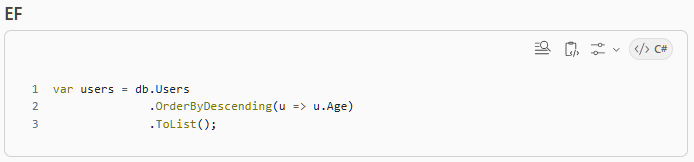 EF
</> C#
1 var users = db.Users
2 .OrderByDescending(u => u.Age)
3 .ToList();